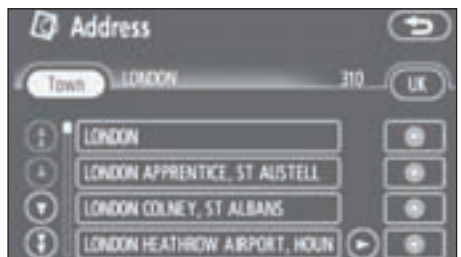 Address
Town LONDON 310 UK
LONDON
LONDON APPRENTICE, ST AUSTELL
LONDON COLNEY, ST ALBANS
LONDON HEATHROW AIRPORT, HOUN